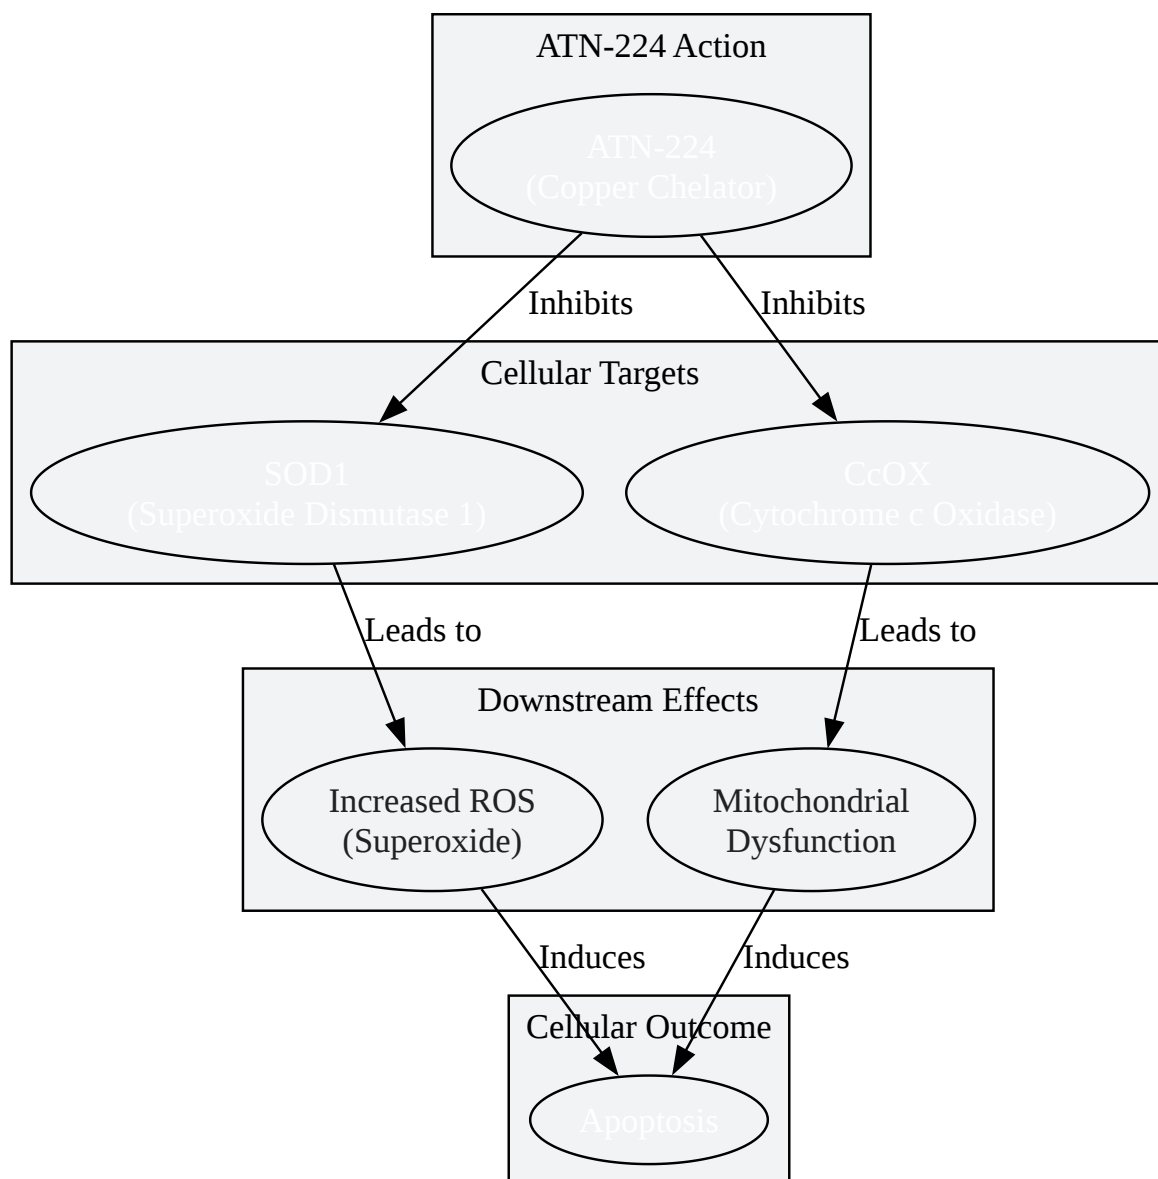 ATN-224 Action
ATN-224
(Copper Chelator)
Inhibits
Inhibits
Cellular Targets
SOD1
(Superoxide Dismutase 1)
CcOX
(Cytochrome c Oxidase)
Leads to
Leads to
Downstream Effects
Increased ROS
(Superoxide)
Mitochondrial
Dysfunction
Induces
Induces
Cellular Outcome
Apoptosis